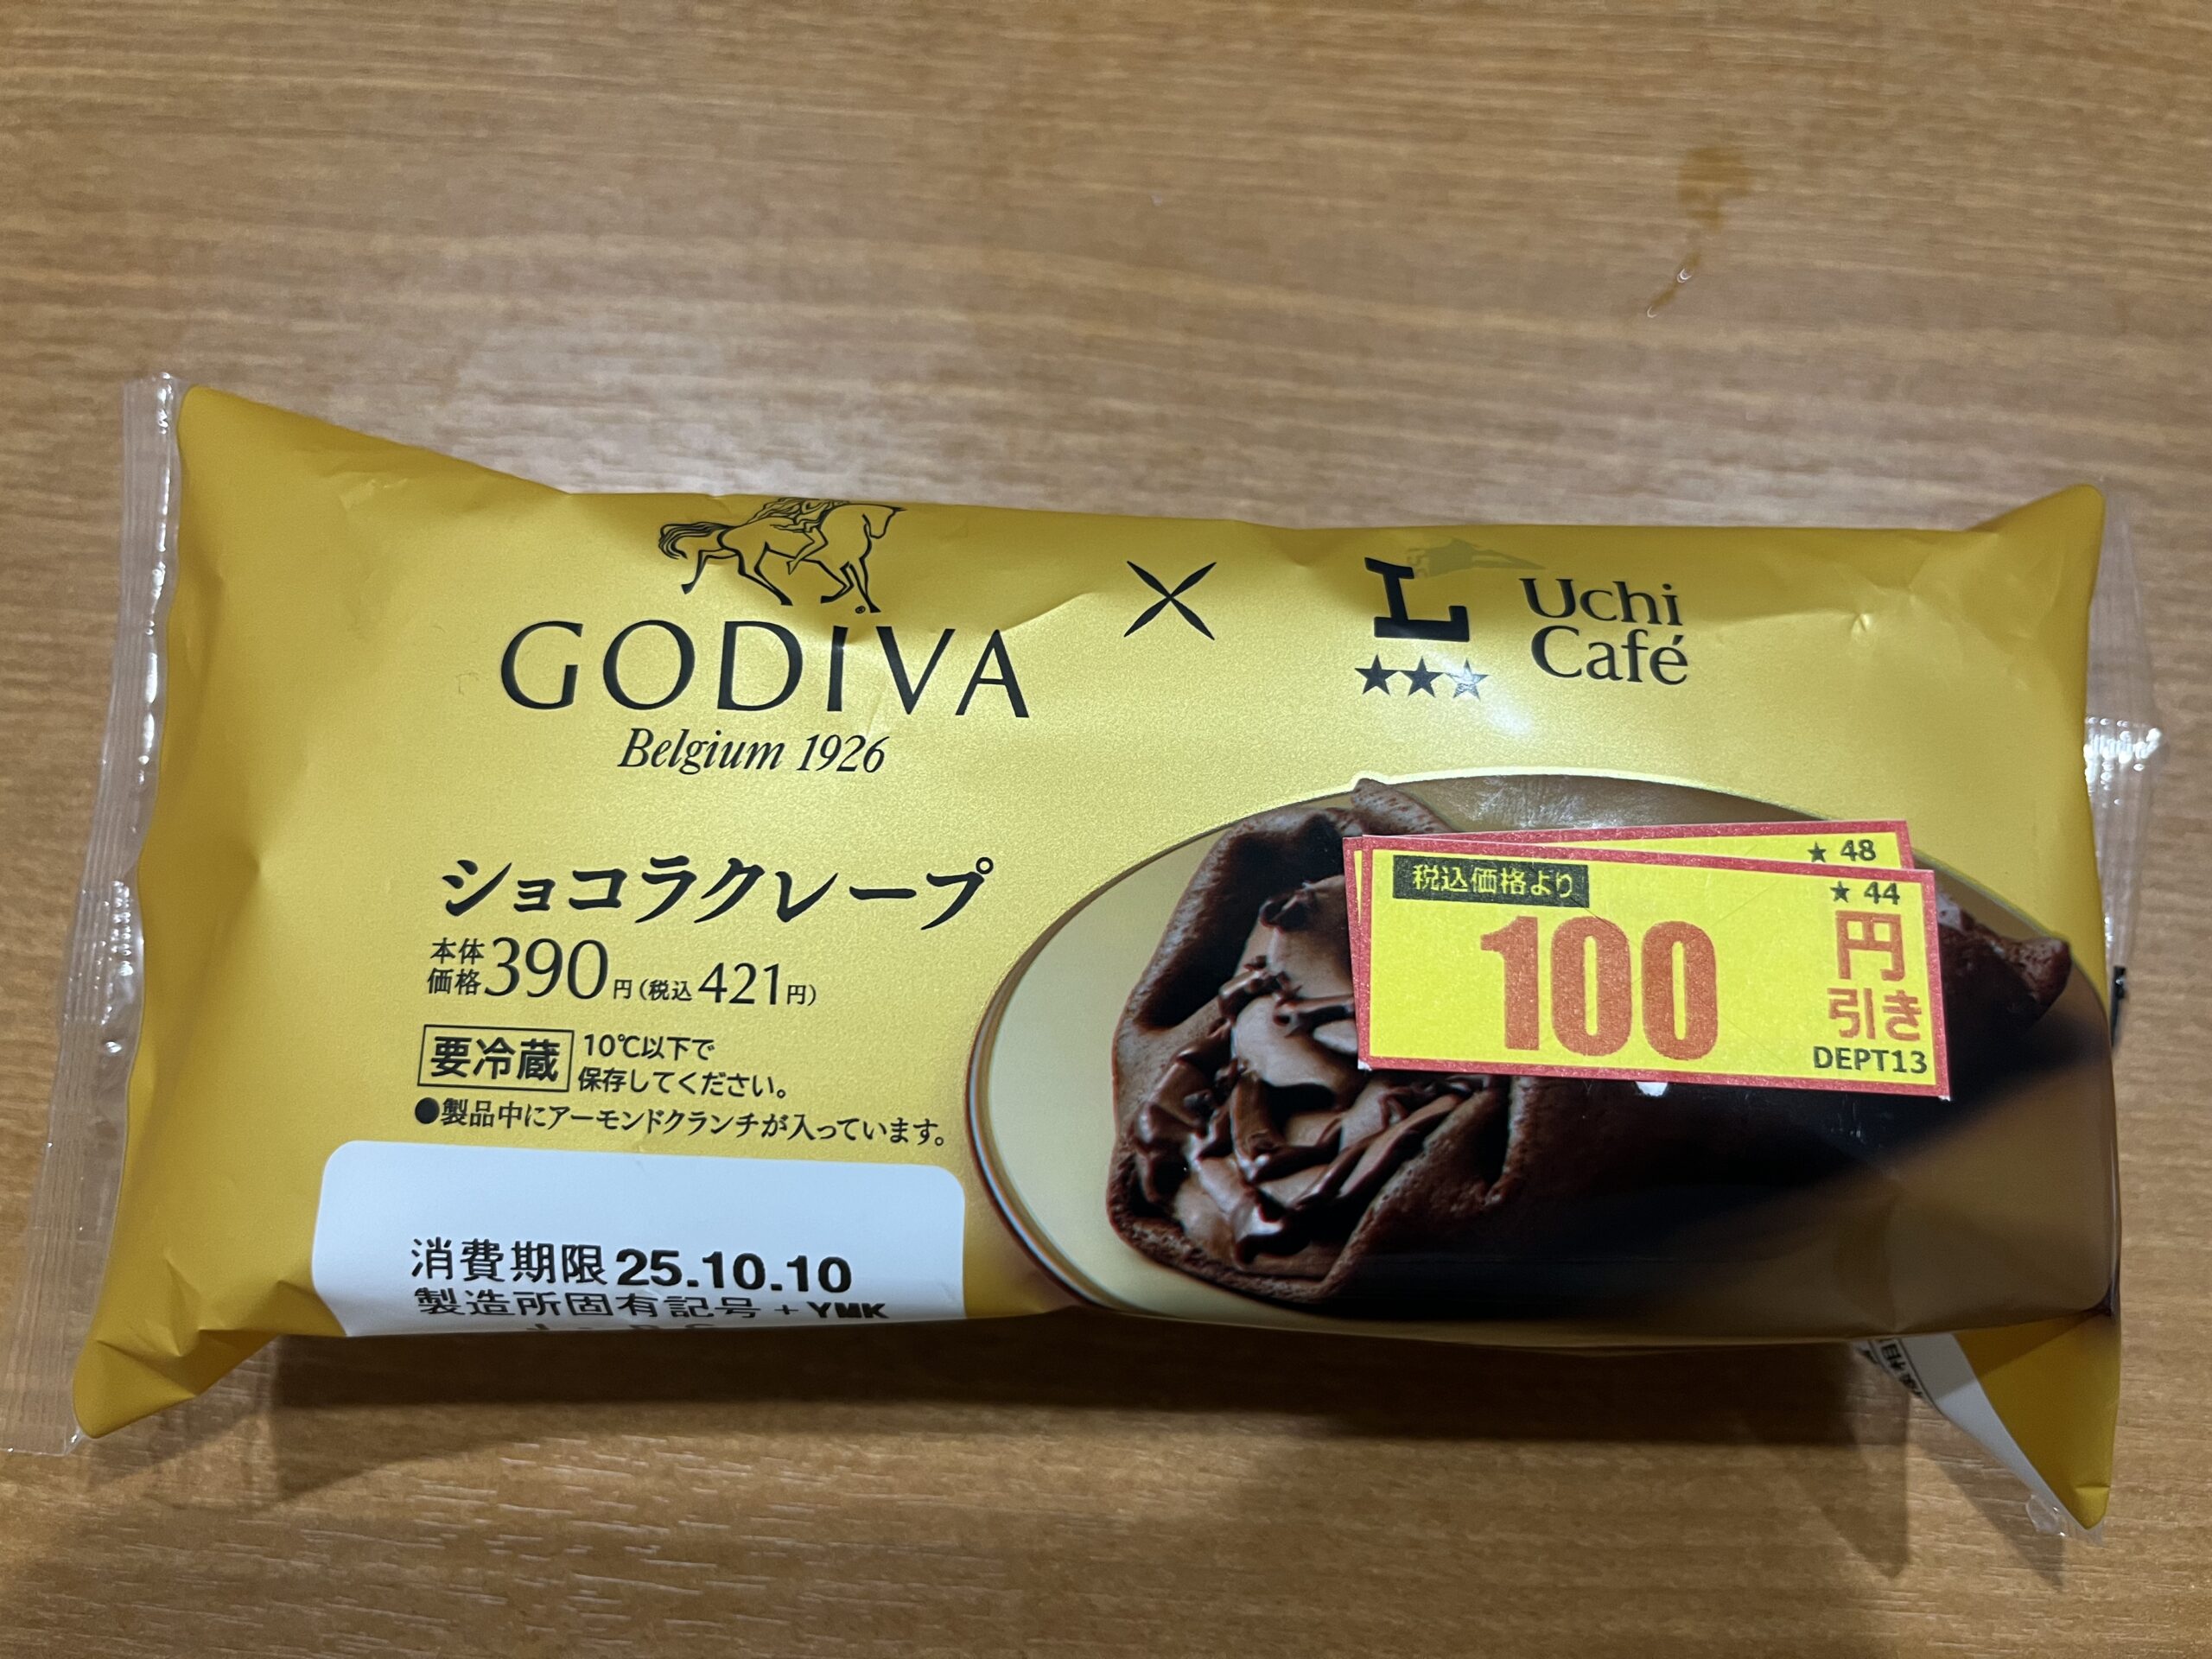 GODIVA
Belgium 1926
×
L
★★★
Uchi
Café
ショコラクレープ
本体
価格390円(税込421円)
要冷蔵
10℃以下で
保存してください。
●製品中にアーモンドクランチが入っています。
消費期限25.10.10
製造所固有記号+YMK
★ 48
税込価格より
★ 44
100
円
引き
DEPT13